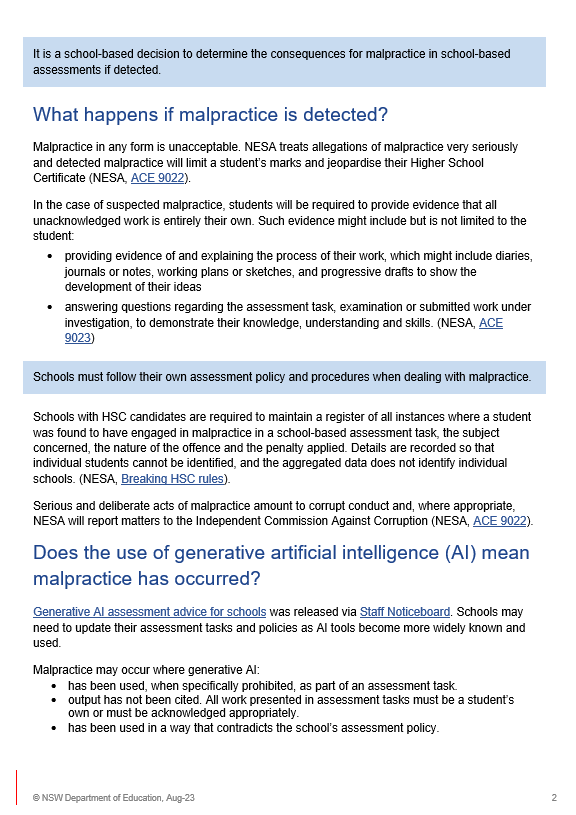 It is a school-based decision to determine the consequences for malpractice in school-based
assessments if detected.
What happens if malpractice is detected?
Malpractice in any form is unacceptable. NESA treats allegations of malpractice very seriously
and detected malpractice will limit a student's marks and jeopardise their Higher School
Certificate (NESA, ACE 9022).
In the case of suspected malpractice, students will be required to provide evidence that all
unacknowledged work is entirely their own. Such evidence might include but is not limited to the
student:
• providing evidence of and explaining the process of their work, which might include diaries,
journals or notes, working plans or sketches, and progressive drafts to show the
development of their ideas
• answering questions regarding the assessment task, examination or submitted work under
investigation, to demonstrate their knowledge, understanding and skills. (NESA, ACE
9023)
Schools must follow their own assessment policy and procedures when dealing with malpractice.
Schools with HSC candidates are required to maintain a register of all instances where a student
was found to have engaged in malpractice in a school-based assessment task, the subject
concerned, the nature of the offence and the penalty applied. Details are recorded so that
individual students cannot be identified, and the aggregated data does not identify individual
schools. (NESA, Breaking HSC rules).
Serious and deliberate acts of malpractice amount to corrupt conduct and, where appropriate,
NESA will report matters to the Independent Commission Against Corruption (NESA, ACE 9022).
Does the use of generative artificial intelligence (AI) mean
malpractice has occurred?
Generative AI assessment advice for schools was released via Staff Noticeboard. Schools may
need to update their assessment tasks and policies as AI tools become more widely known and
used.
Malpractice may occur where generative AI:
• has been used, when specifically prohibited, as part of an assessment task.
• output has not been cited. All work presented in assessment tasks must be a student's
own or must be acknowledged appropriately.
• has been used in a way that contradicts the school's assessment policy.
© NSW Department of Education, Aug-23
2